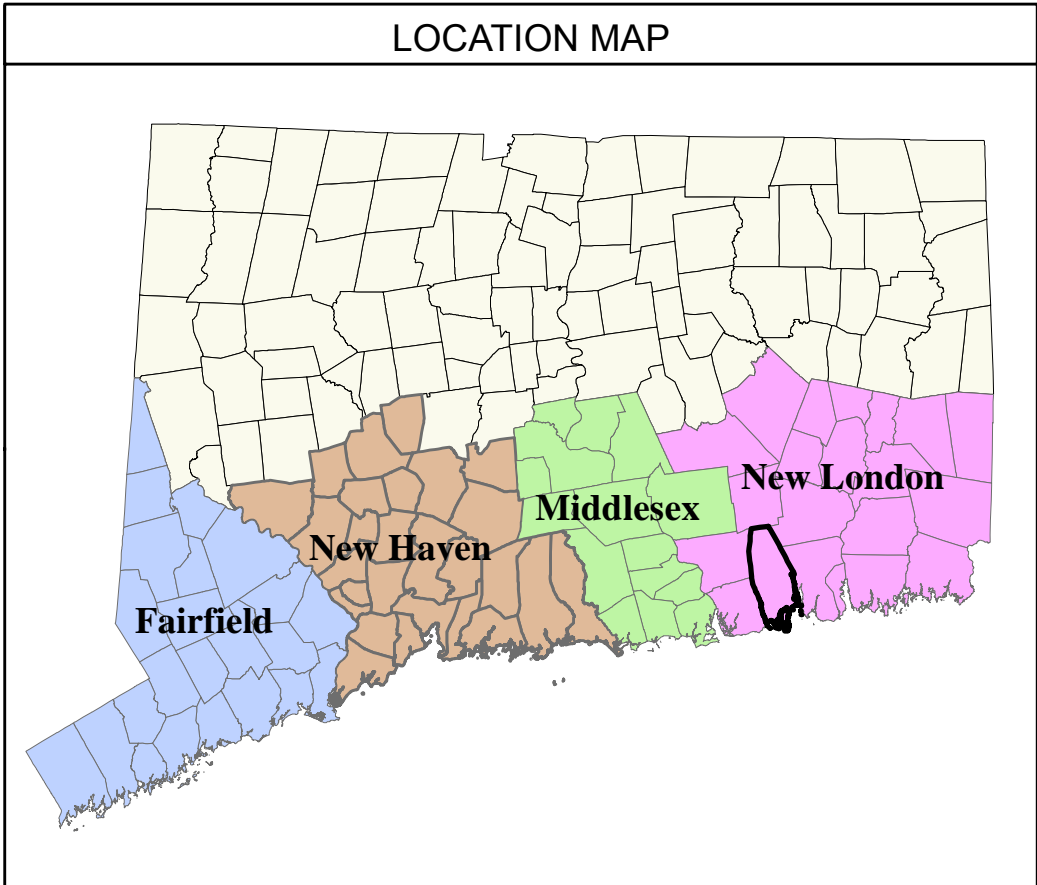 LOCATION MAP
New London
Middlesex
New Haven
Fairfield